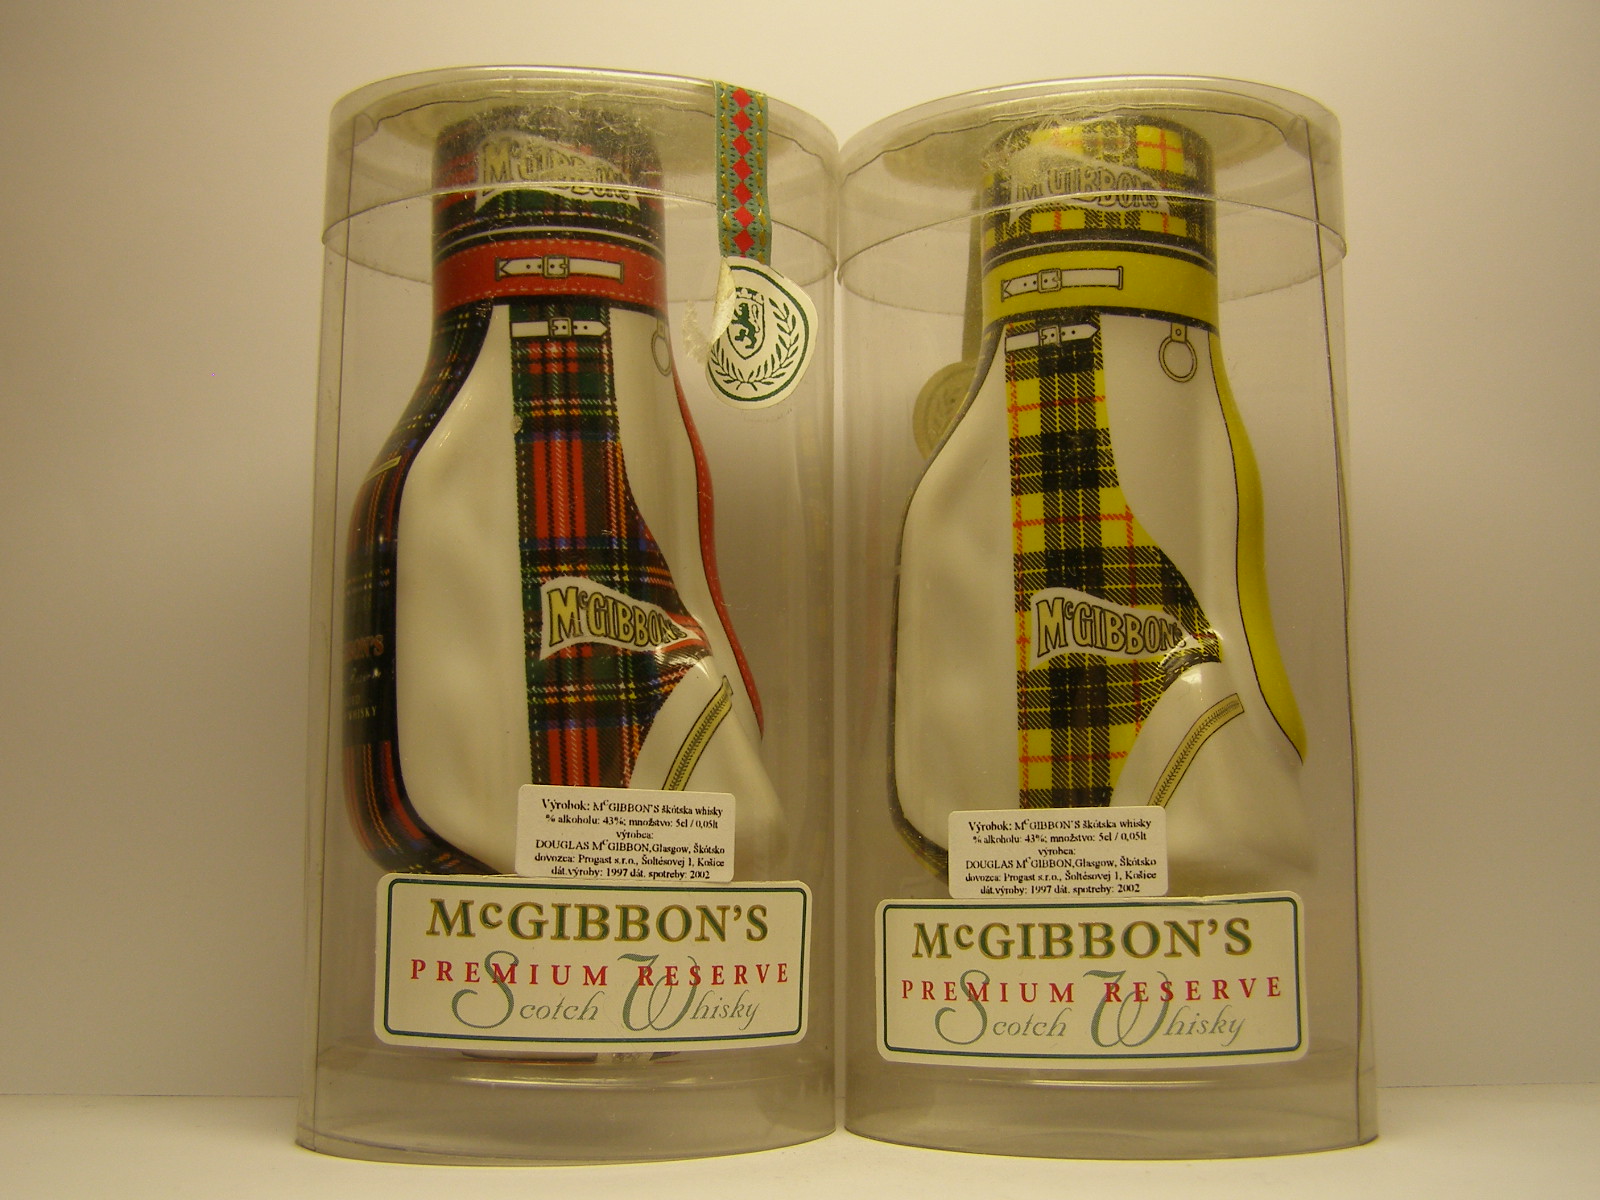 McGIBBON'S
McGIBBON'S
WHISKY
Výrobok: McGIBBON'S škótska whisky
% alkoholu: 43%; množstvo: 5cl / 0,05lt
výrobca:
DOUGLAS McGIBBON,Glasgow, Škótsko
dovozca: Progast s.r.o., Šoltésovej 1, Košice
dát.výroby: 1997 dát. spotreby: 2002
McGIBBON'S
PREMIUM RESERVE
Scotch Whisky
McGIBBON'S
McGIBBON'S
Výrobok: McGIBBON'S škótska whisky
% alkoholu: 43%; množstvo: 5cl / 0,05lt
výrobca:
DOUGLAS McGIBBON,Glasgow, Škótsko
dovozca: Progast s.r.o., Šoltésovej 1, Košice
dát.výroby: 1997 dát. spotreby: 2002
McGIBBON'S
PREMIUM RESERVE
Scotch Whisky